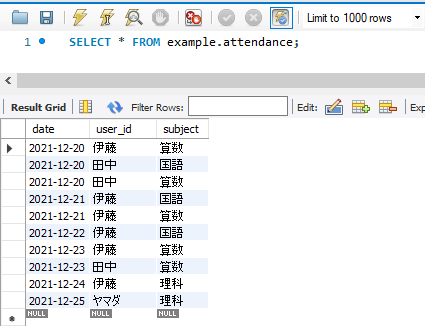 Limit to 1000 rows
1 SELECT * FROM example.attendance;
Result Grid Filter Rows: Edit: Exp
date user_id subject
2021-12-20 伊藤 算数
2021-12-20 田中 国語
2021-12-20 田中 算数
2021-12-21 伊藤 国語
2021-12-21 伊藤 算数
2021-12-22 伊藤 国語
2021-12-23 伊藤 算数
2021-12-23 田中 算数
2021-12-24 伊藤 理科
2021-12-25 ヤマダ 理科
NULL NULL NULL